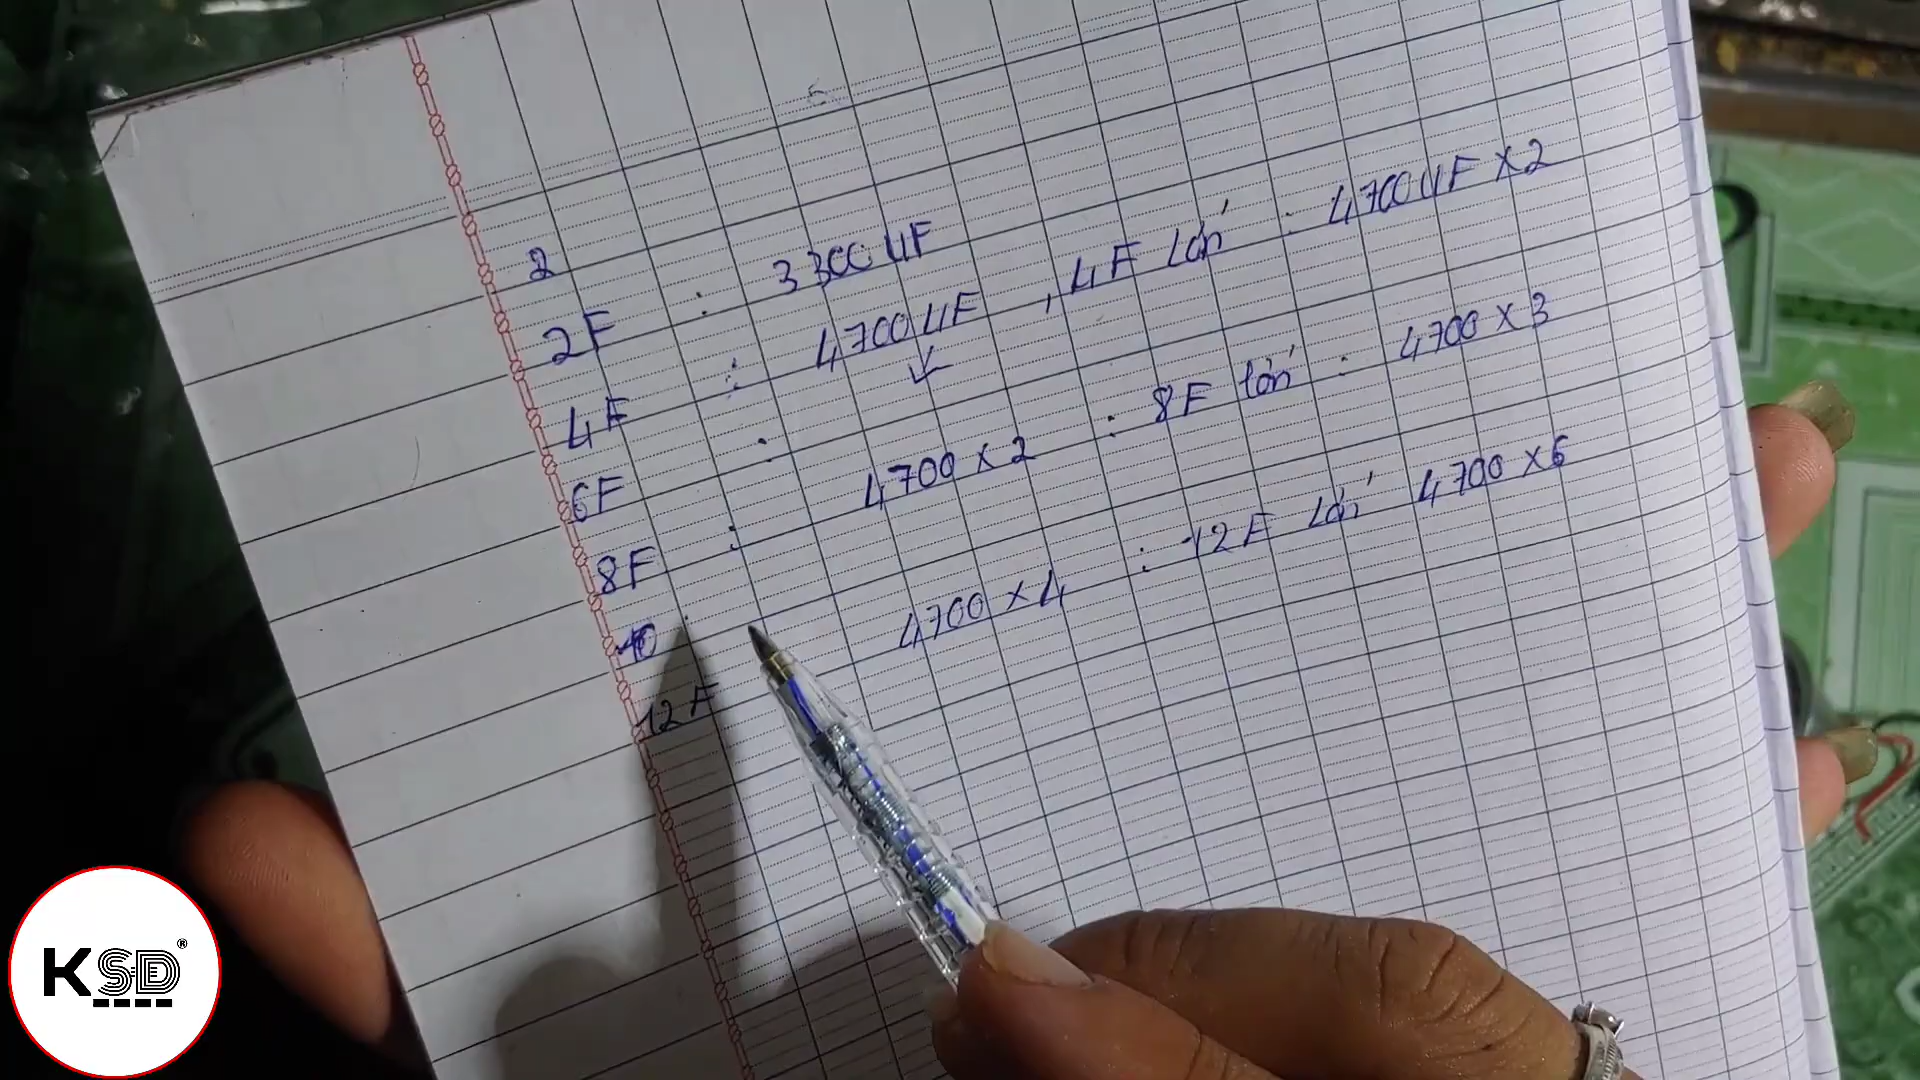 2
2F : 3300 uF
4F : 4700 uF , 4F lớn : 4700 uF x 2
6F :
8F : 4700 x 2 : 8F lớn : 4700 x 3
10
12F 4700 x 4 : 12F lớn 4700 x 6
KSD®